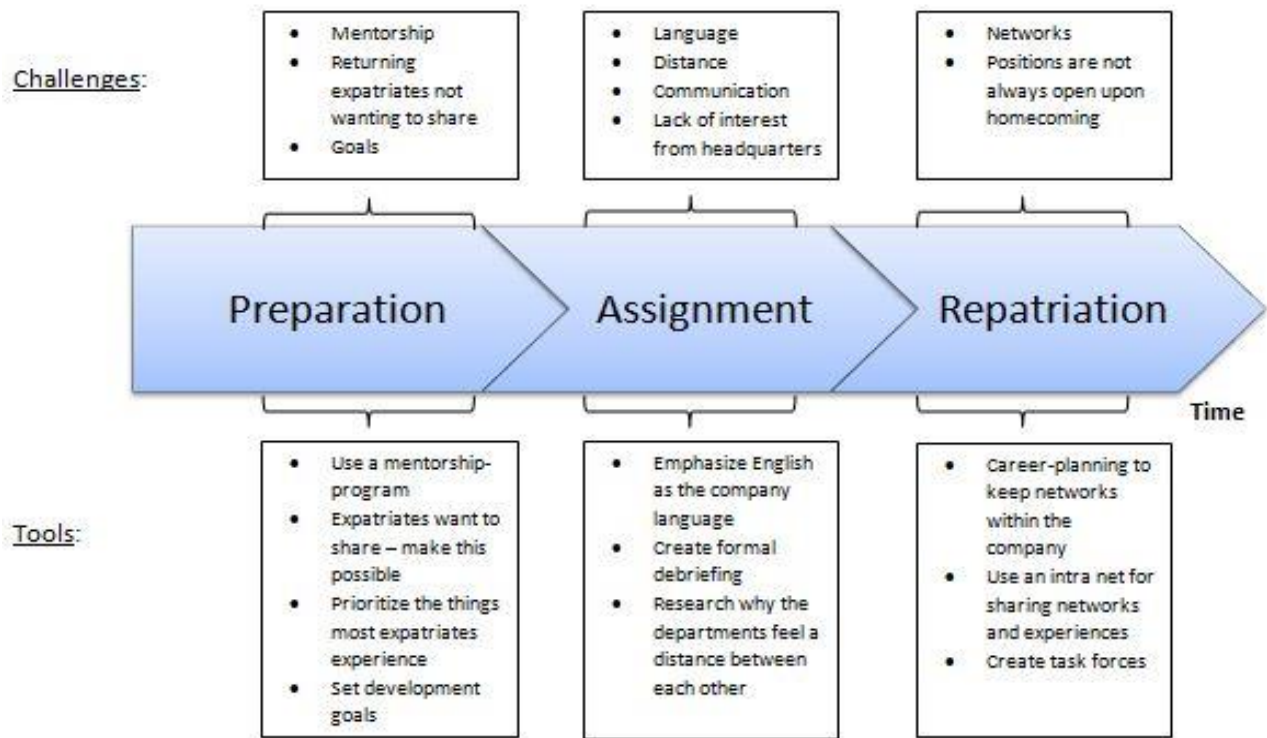 Challenges:
• Mentorship
• Returning
expatriates not
wanting to share
• Goals
• Language
• Distance
• Communication
• Lack of interest
from headquarters
• Networks
• Positions are not
always open upon
homecoming
Preparation
Assignment
Repatriation
Time
Tools:
• Use a mentorship-
program
• Expatriates want to
share – make this
possible
• Prioritize the things
most expatriates
experience
• Set development
goals
• Emphasize English
as the company
language
• Create formal
debriefing
• Research why the
departments feel a
distance between
each other
• Career-planning to
keep networks
within the
company
• Use an intra net for
sharing networks
and experiences
• Create task forces